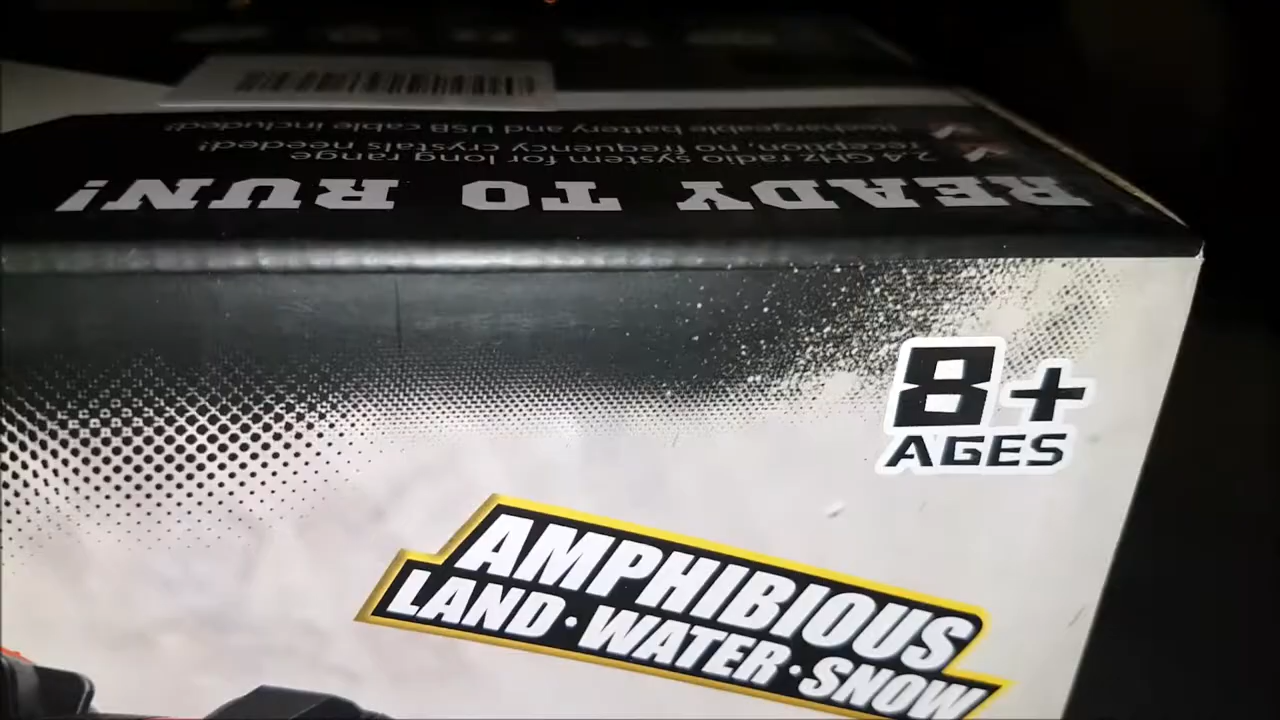 READY TO RUN!
2.4 GHz radio system for long range
reception, no frequency crystals needed!
Rechargeable battery and USB cable included!
8+
AGES
AMPHIBIOUS
LAND·WATER·SNOW